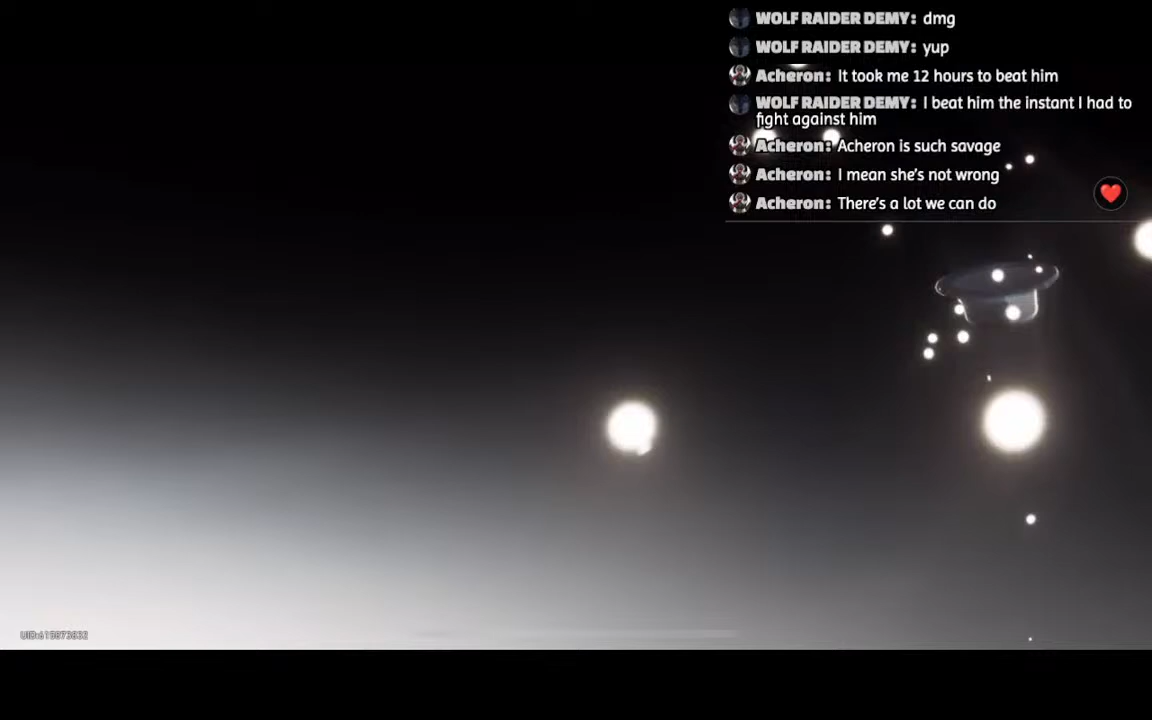 WOLF RAIDER DEMY: dmg
WOLF RAIDER DEMY: yup
Acheron: It took me 12 hours to beat him
WOLF RAIDER DEMY: I beat him the instant I had to
fight against him
Acheron: Acheron is such savage
Acheron: I mean she's not wrong
Acheron: There's a lot we can do